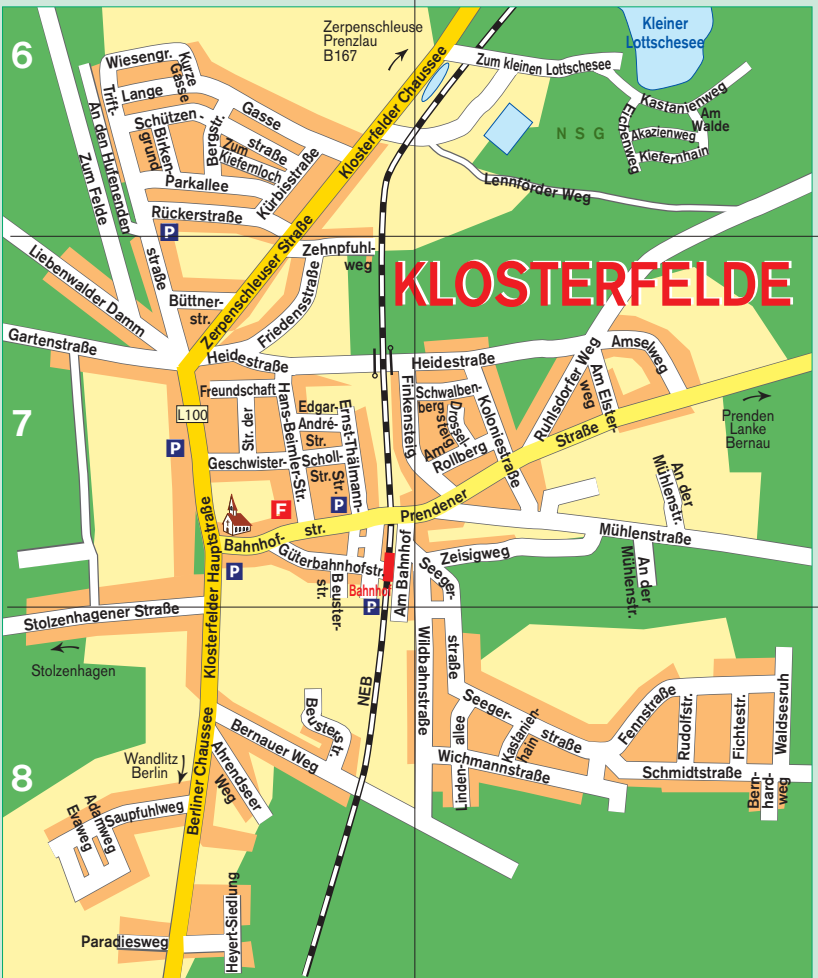 6
Zerpenschleuse
Prenzlau
B167
Kleiner
Lottschesee
Wiesengr.
Kurze
Gasse
Zum kleinen Lottschesee
Trift-
Lange
Gasse
Schützen-
straße
Birken-
grund
Bergstr.
Zum
Kiefernloch
Kürbisstraße
Klosterfelder Chaussee
Kastanienweg
Am
Walde
Eichenweg
Akazienweg
Kiefernhain
NSG
An den Hufenenden
Zum Felde
Parkallee
Rückerstraße
Lennförder Weg
P
straße
Liebenwalder Damm
Zerpenschleuser Straße
Zehnpfuhl-
weg
KLOSTERFELDE
Büttner-
str.
Friedensstraße
Gartenstraße
Heidestraße
Heidestraße
Amselweg
Ruhlsdorfer Weg
Am Elster-
weg
7
L100
Freundschaft
Str. der
Hans-Beimler-Str.
Edgar-
André-
Str.
Ernst-Thälmann-
Str.
Finkensteig
Schwalben-
berg
Drossel-
steig
Am
Rollberg
Koloniestraße
Prenden
Lanke
Bernau
P
Geschwister-
Scholl-
Str.
P
F
Prendener
Straße
An der
Mühlenstr.
Mühlenstraße
An der
Mühlenstr.
Bahnhof-
str.
Klosterfelder Hauptstraße
P
Güterbahnhofstr.
Beuster-
str.
Bahnhof
P
Am Bahnhof
Zeisigweg
Seeger-
straße
Stolzenhagener Straße
Stolzenhagen
Wildbahnstraße
NEB
Beusterstr.
Bernauer Weg
Seeger-
straße
Kastanien-
hain
Linden-
allee
Wichmannstraße
Fennstraße
Rudolfstr.
Fichtestr.
Waldsesruh
Schmidtstraße
Bern-
hard-
weg
8
Wandlitz
Berlin
Berliner Chaussee
Ahrendseer
Weg
Saupfuhlweg
Adamweg
Evaweg
Paradiesweg
Heyert-Siedlung